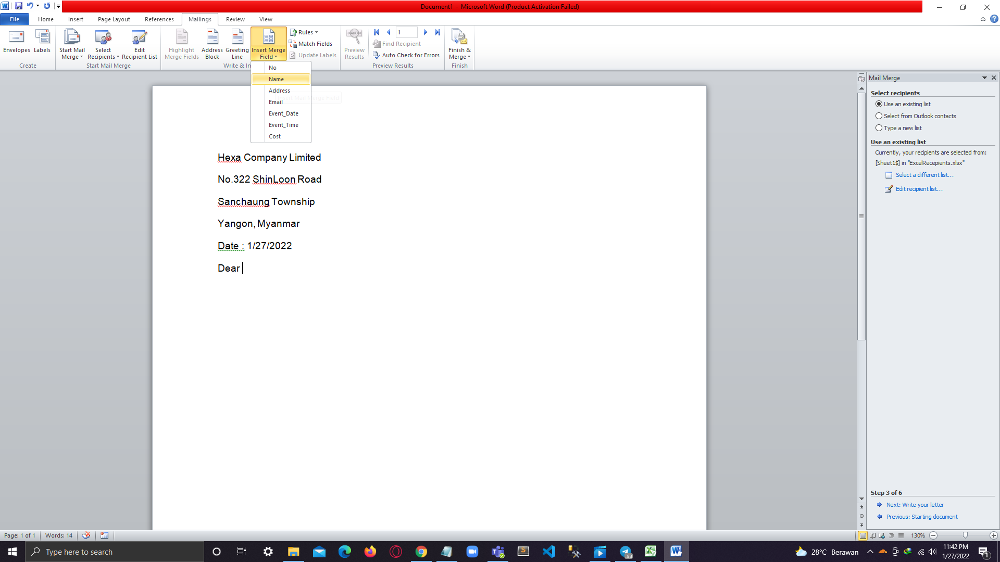 Document1 - Microsoft Word (Product Activation Failed)
File Home Insert Page Layout References Mailings Review View
Envelopes
Labels
Start Mail Merge
Select Recipients
Edit Recipient List
Highlight Merge Fields
Address Block
Greeting Line
Insert Merge Field
Rules
Match Fields
Update Labels
Preview Results
1
Find Recipient
Auto Check for Errors
Finish & Merge
Create
Start Mail Merge
Write & In
Preview Results
Finish
No
Name
Address
Email
Event_Date
Event_Time
Cost
Insert Mail Merge Field
Hexa Company Limited
No.322 ShinLoon Road
Sanchaung Township
Yangon, Myanmar
Date : 1/27/2022
Dear
Mail Merge
Select recipients
Use an existing list
Select from Outlook contacts
Type a new list
Use an existing list
Currently, your recipients are selected from:
[Sheet1$] in "ExcelRecepients.xlsx"
Select a different list...
Edit recipient list...
Step 3 of 6
Next: Write your letter
Previous: Starting document
Page: 1 of 1 Words: 14
130%
Type here to search
83
28°C Berawan
11:42 PM
1/27/2022
1